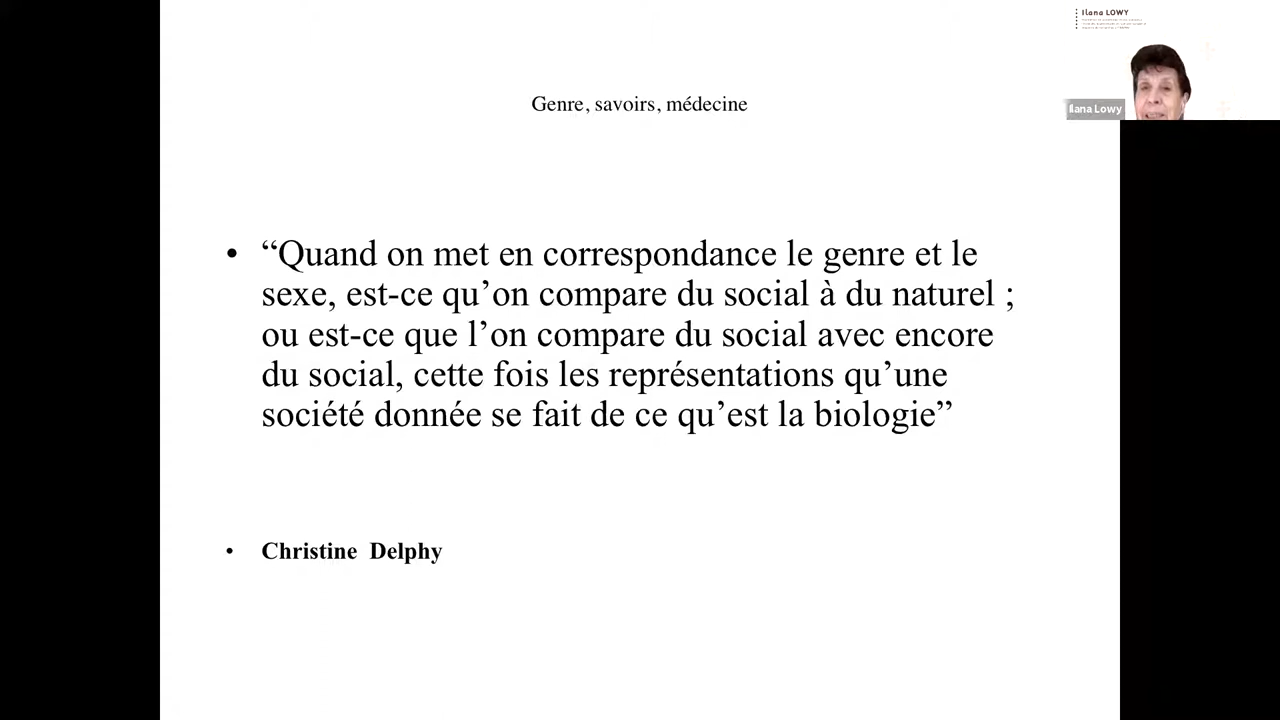 Ilana LOWY
Ilana Lowy
Genre, savoirs, médecine
• “Quand on met en correspondance le genre et le
sexe, est-ce qu’on compare du social à du naturel ;
ou est-ce que l’on compare du social avec encore
du social, cette fois les représentations qu’une
société donnée se fait de ce qu’est la biologie”
• Christine Delphy